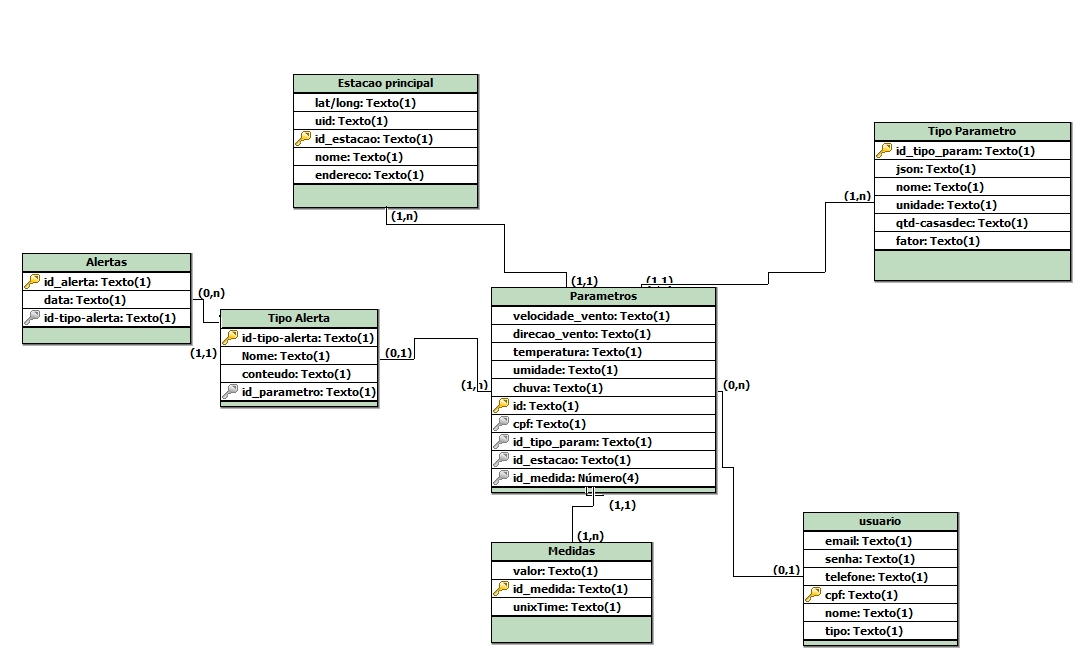 Estacao principal
lat/long: Texto(1)
uid: Texto(1)
id_estacao: Texto(1)
nome: Texto(1)
endereco: Texto(1)
(1,n)
Tipo Parametro
id_tipo_param: Texto(1)
json: Texto(1)
nome: Texto(1)
unidade: Texto(1)
qtd-casasdec: Texto(1)
fator: Texto(1)
(1,n)
Alertas
id_alerta: Texto(1)
data: Texto(1)
id-tipo-alerta: Texto(1)
(0,n)
(1,1)
Tipo Alerta
id-tipo-alerta: Texto(1)
Nome: Texto(1)
conteudo: Texto(1)
id_parametro: Texto(1)
(0,1)
(1,n)
(1,1)
(1,1)
Parametros
velocidade_vento: Texto(1)
direcao_vento: Texto(1)
temperatura: Texto(1)
umidade: Texto(1)
chuva: Texto(1)
id: Texto(1)
cpf: Texto(1)
id_tipo_param: Texto(1)
id_estacao: Texto(1)
id_medida: Número(4)
(0,n)
(1,1)
(1,n)
Medidas
valor: Texto(1)
id_medida: Texto(1)
unixTime: Texto(1)
(0,1)
usuario
email: Texto(1)
senha: Texto(1)
telefone: Texto(1)
cpf: Texto(1)
nome: Texto(1)
tipo: Texto(1)